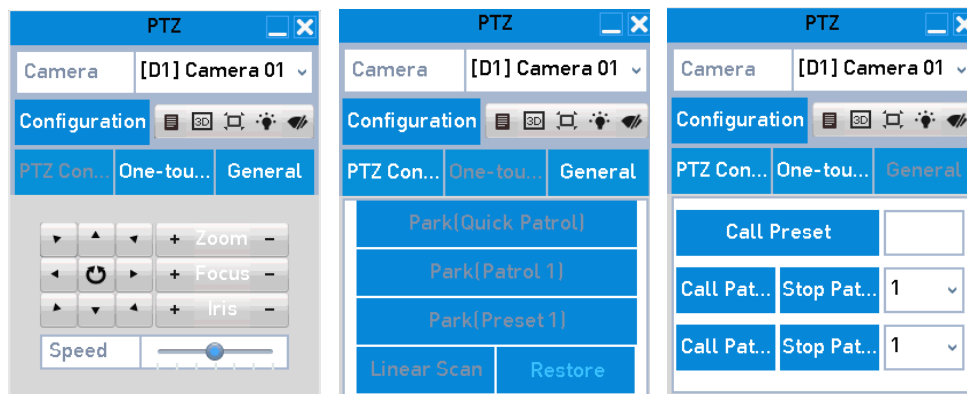 PTZ
Camera [D1] Camera 01
Configuration 3D
PTZ Con... One-tou... General
+ Zoom -
+ Focus -
+ Iris -
Speed
PTZ
Camera [D1] Camera 01
Configuration 3D
PTZ Con... One-tou... General
Park(Quick Patrol)
Park(Patrol 1)
Park(Preset 1)
Linear Scan Restore
PTZ
Camera [D1] Camera 01
Configuration 3D
PTZ Con... One-tou... General
Call Preset
Call Pat... Stop Pat... 1
Call Pat... Stop Pat... 1